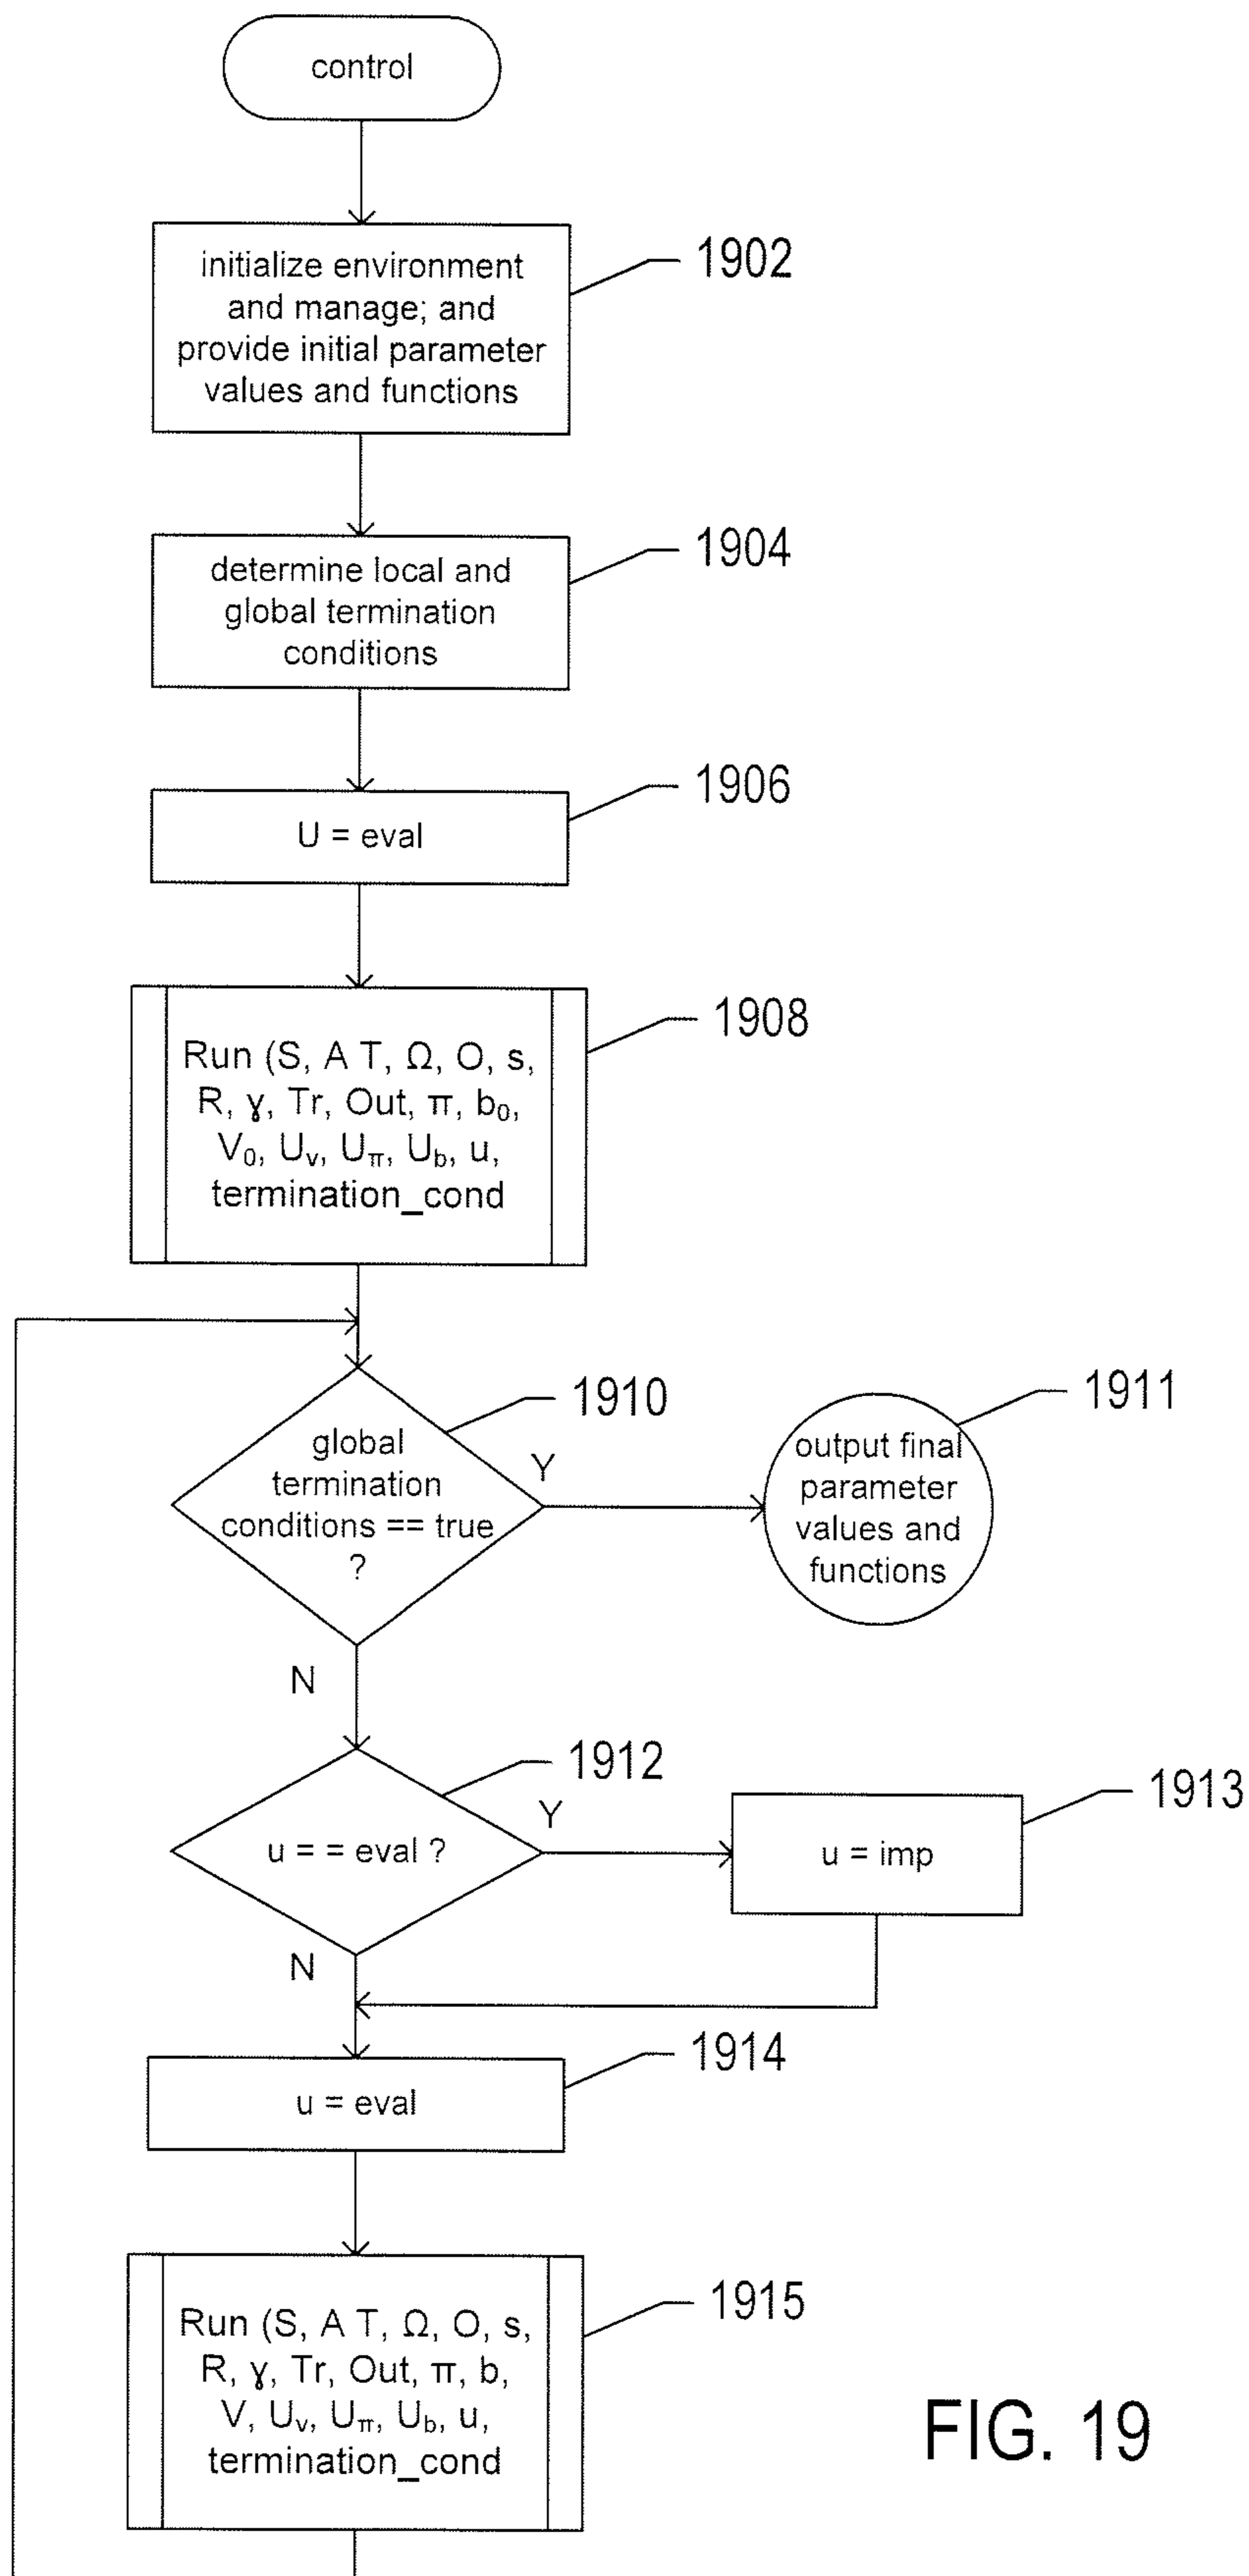 control
initialize environment
and manage; and
provide initial parameter
values and functions
1902
determine local and
global termination
conditions
1904
U = eval
1906
Run (S, A T, Ω, O, s,
R, γ, Tr, Out, π, b₀,
V₀, Uᵥ, U_π, U_b, u,
termination_cond
1908
global
termination
conditions == true
?
1910
Y
output final
parameter
values and
functions
1911
N
u = = eval ?
1912
Y
u = imp
1913
N
u = eval
1914
Run (S, A T, Ω, O, s,
R, γ, Tr, Out, π, b,
V, Uᵥ, U_π, U_b, u,
termination_cond
1915
FIG. 19